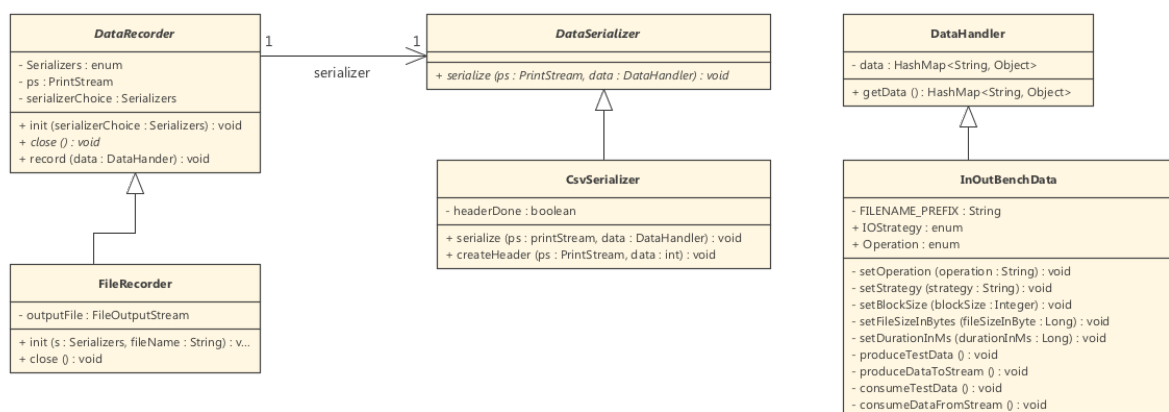 DataRecorder
- Serializers : enum
- ps : PrintStream
- serializerChoice : Serializers
+ init (serializerChoice : Serializers) : void
+ close () : void
+ record (data : DataHander) : void
1
1
serializer
DataSerializer
+ serialize (ps : PrintStream, data : DataHandler) : void
DataHandler
- data : HashMap<String, Object>
+ getData () : HashMap<String, Object>
FileRecorder
- outputFile : FileOutputStream
+ init (s : Serializers, fileName : String) : v...
+ close () : void
CsvSerializer
- headerDone : boolean
+ serialize (ps : printStream, data : DataHandler) : void
+ createHeader (ps : PrintStream, data : int) : void
InOutBenchData
- FILENAME_PREFIX : String
+ IOStrategy : enum
+ Operation : enum
- setOperation (operation : String) : void
- setStrategy (strategy : String) : void
- setBlockSize (blockSize : Integer) : void
- setFileSizeInBytes (fileSizeInByte : Long) : void
- setDurationInMs (durationInMs : Long) : void
- produceTestData () : void
- produceDataToStream () : void
- consumeTestData () : void
- consumeDataFromStream () : void